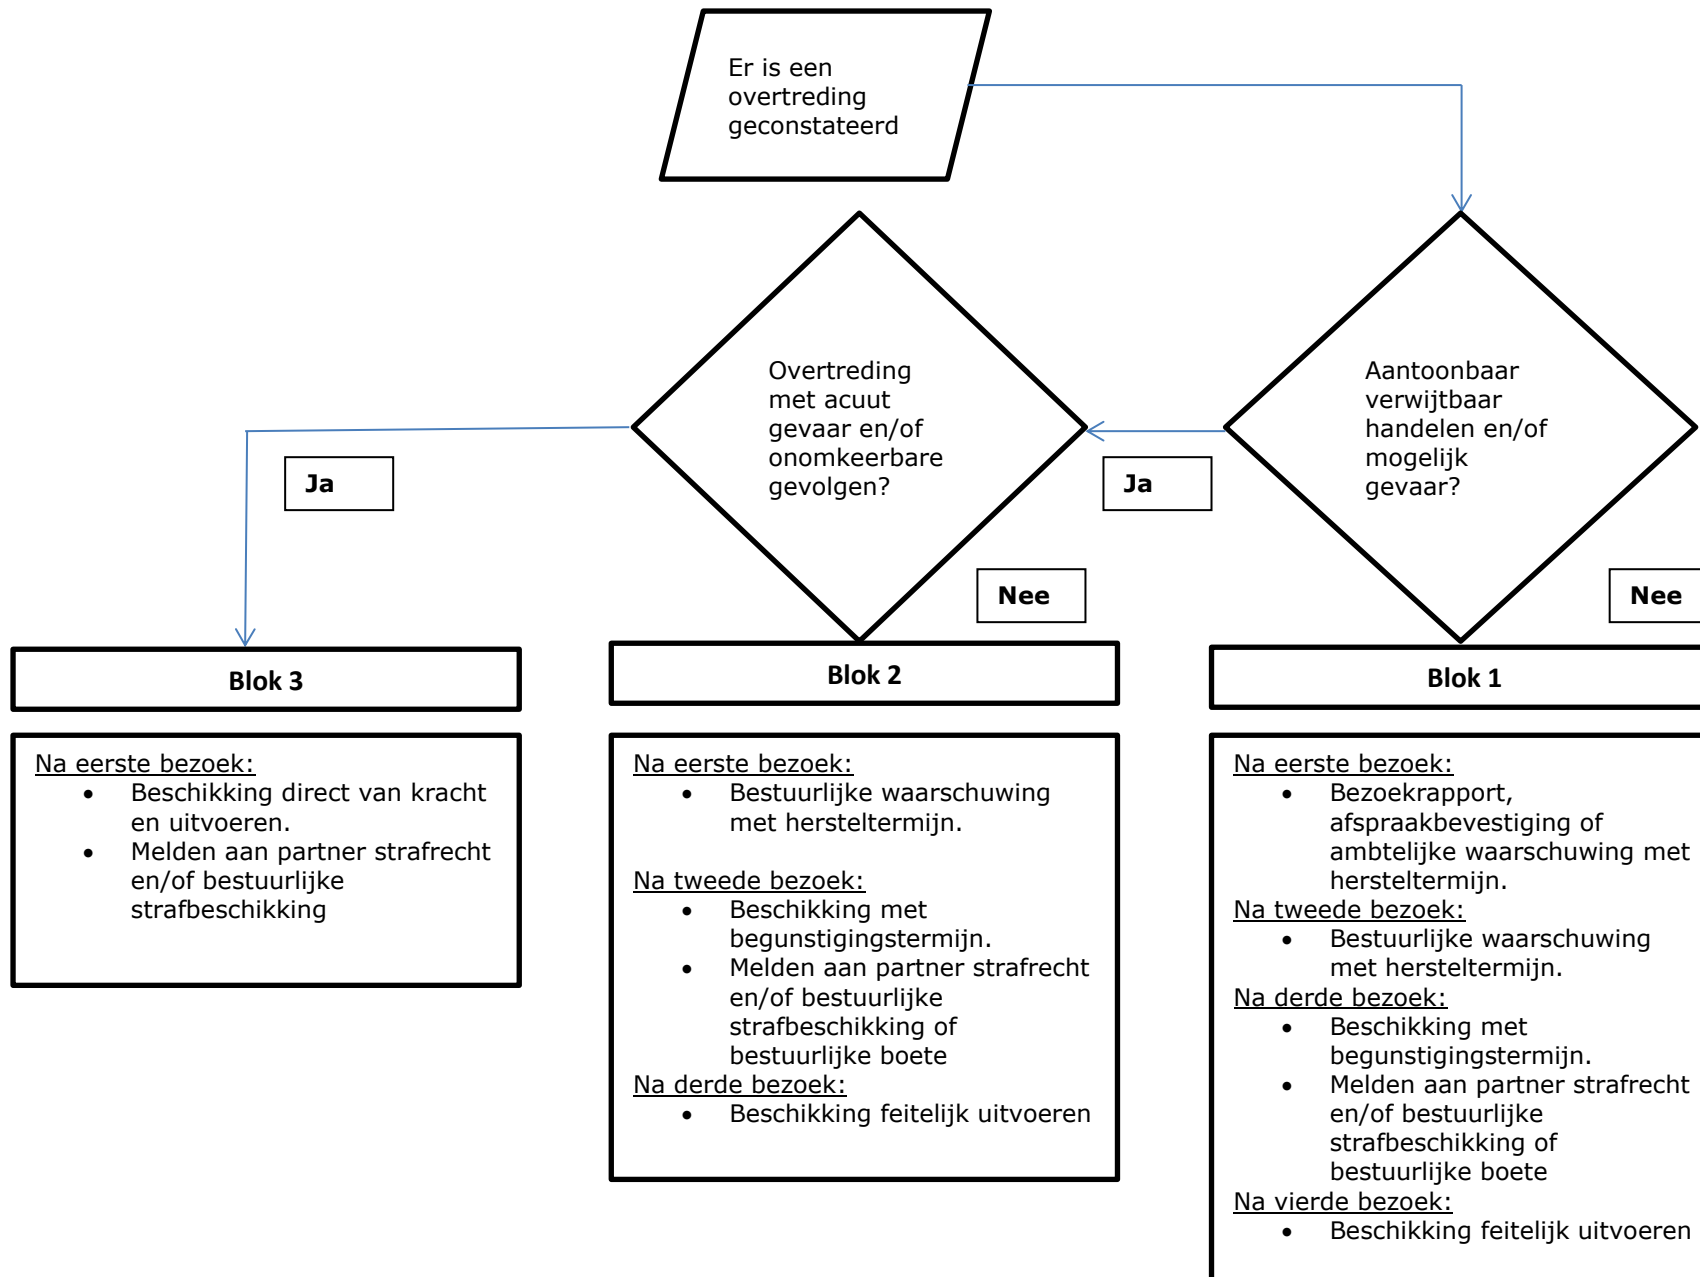 Er is een
overtreding
geconstateerd
Aantoonbaar
verwijtbaar
handelen en/of
mogelijk
gevaar?
Ja
Nee
Overtreding
met acuut
gevaar en/of
onomkeerbare
gevolgen?
Ja
Nee
Blok 3
Na eerste bezoek:
• Beschikking direct van kracht
en uitvoeren.
• Melden aan partner strafrecht
en/of bestuurlijke
strafbeschikking
Blok 2
Na eerste bezoek:
• Bestuurlijke waarschuwing
met hersteltermijn.
Na tweede bezoek:
• Beschikking met
begunstigingstermijn.
• Melden aan partner strafrecht
en/of bestuurlijke
strafbeschikking of
bestuurlijke boete
Na derde bezoek:
• Beschikking feitelijk uitvoeren
Blok 1
Na eerste bezoek:
• Bezoekrapport,
afspraakbevestiging of
ambtelijke waarschuwing met
hersteltermijn.
Na tweede bezoek:
• Bestuurlijke waarschuwing
met hersteltermijn.
Na derde bezoek:
• Beschikking met
begunstigingstermijn.
• Melden aan partner strafrecht
en/of bestuurlijke
strafbeschikking of
bestuurlijke boete
Na vierde bezoek:
• Beschikking feitelijk uitvoeren